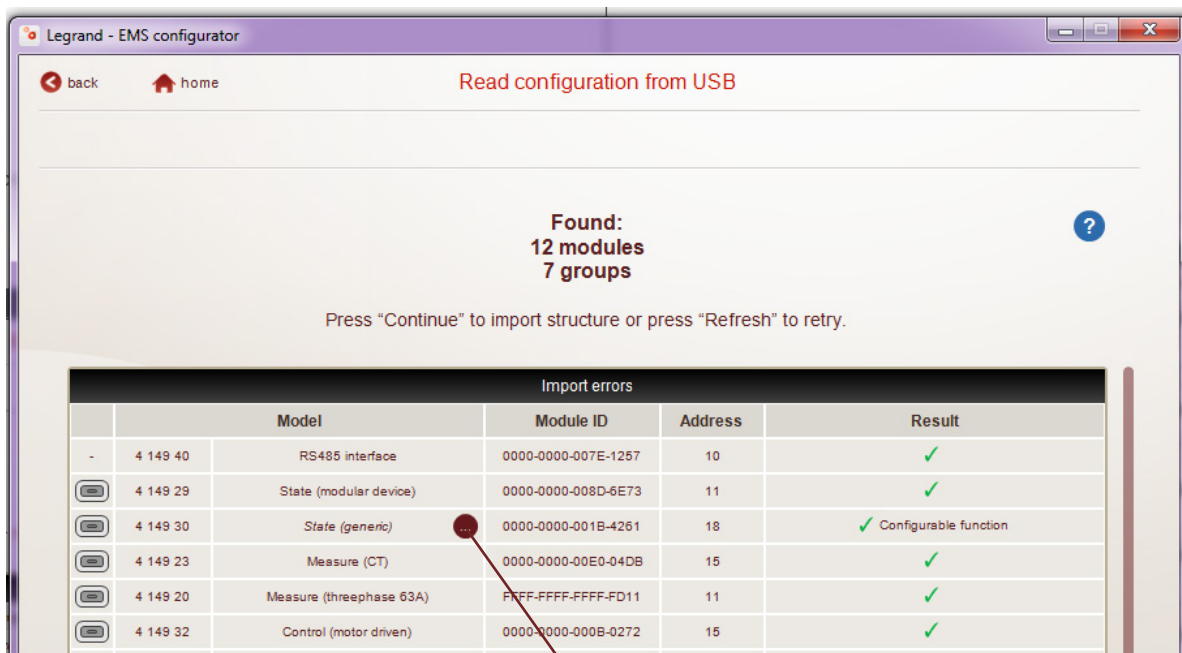 Legrand - EMS configurator
back home Read configuration from USB
Found:
12 modules
7 groups
?
Press “Continue” to import structure or press “Refresh” to retry.
Import errors
Model Module ID Address Result
- 4 149 40 RS485 interface 0000-0000-007E-1257 10 ✓
4 149 29 State (modular device) 0000-0000-008D-6E73 11 ✓
4 149 30 State (generic) ... 0000-0000-001B-4261 18 ✓ Configurable function
4 149 23 Measure (CT) 0000-0000-00E0-04DB 15 ✓
4 149 20 Measure (threephase 63A) FFFF-FFFF-FFFF-FD11 11 ✓
4 149 32 Control (motor driven) 0000-0000-000B-0272 15 ✓